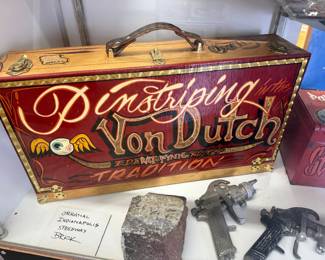 Pinstriping in the
Von Dutch
TRADITION
ORIGINAL
INDIANAPOLIS
SPEEDWAY
BRICK